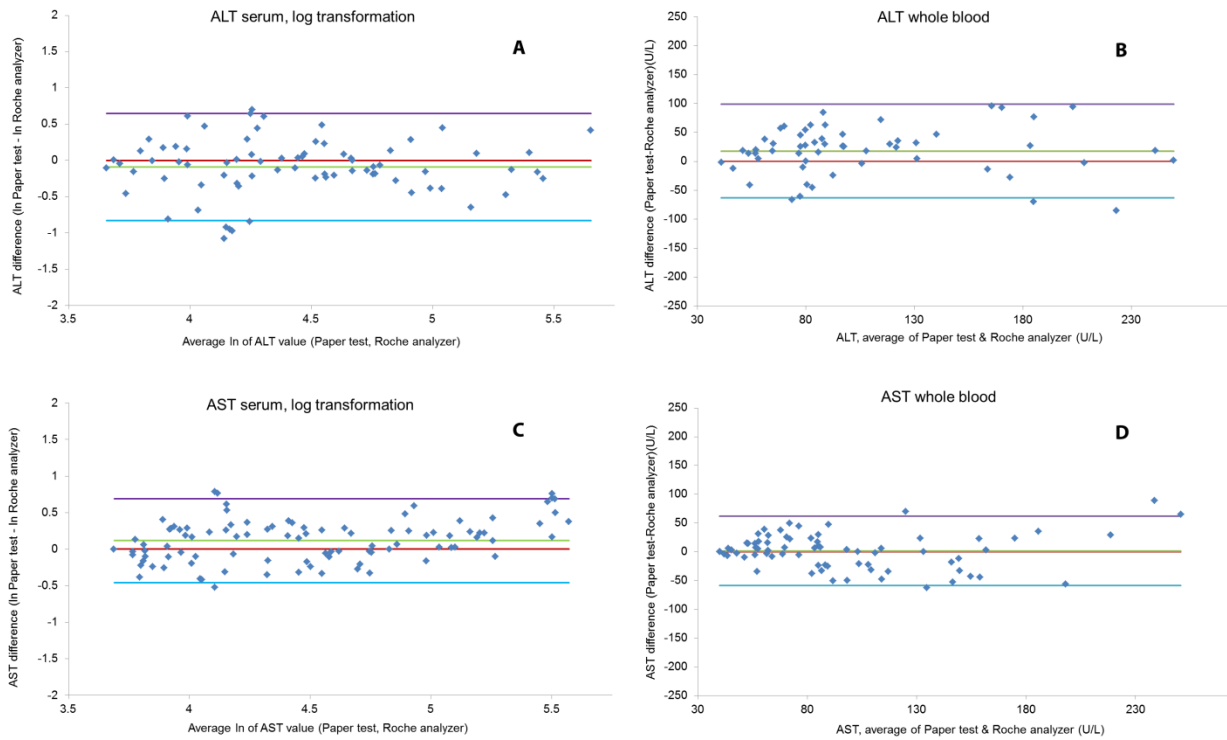 ALT serum, log transformation
A
ALT difference (ln Paper test - ln Roche analyzer)
2
1.5
1
0.5
0
-0.5
-1
-1.5
-2
3.5 4 4.5 5 5.5
Average ln of ALT value (Paper test, Roche analyzer)
ALT whole blood
B
ALT difference (Paper test-Roche analyzer)(U/L)
250
200
150
100
50
0
-50
-100
-150
-200
-250
30 80 130 180 230
ALT, average of Paper test & Roche analyzer (U/L)
AST serum, log transformation
C
AST difference (ln Paper test - ln Roche analyzer)
2
1.5
1
0.5
0
-0.5
-1
-1.5
-2
3.5 4 4.5 5 5.5
Average ln of AST value (Paper test, Roche analyzer)
AST whole blood
D
AST difference (Paper test-Roche analyzer)(U/L)
250
200
150
100
50
0
-50
-100
-150
-200
-250
30 80 130 180 230
AST, average of Paper test & Roche analyzer (U/L)